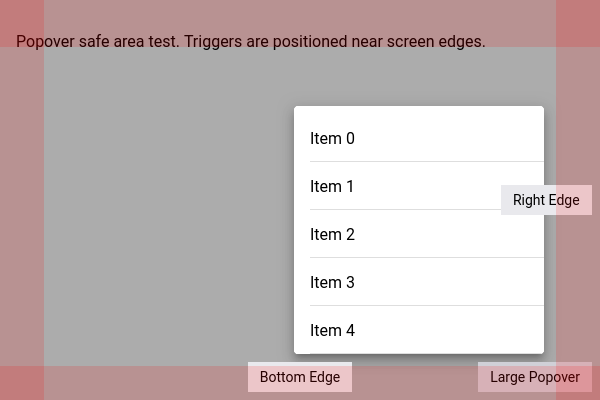 Popover safe area test. Triggers are positioned near screen edges.
Item 0
Item 1
Right Edge
Item 2
Item 3
Item 4
Bottom Edge
Large Popover